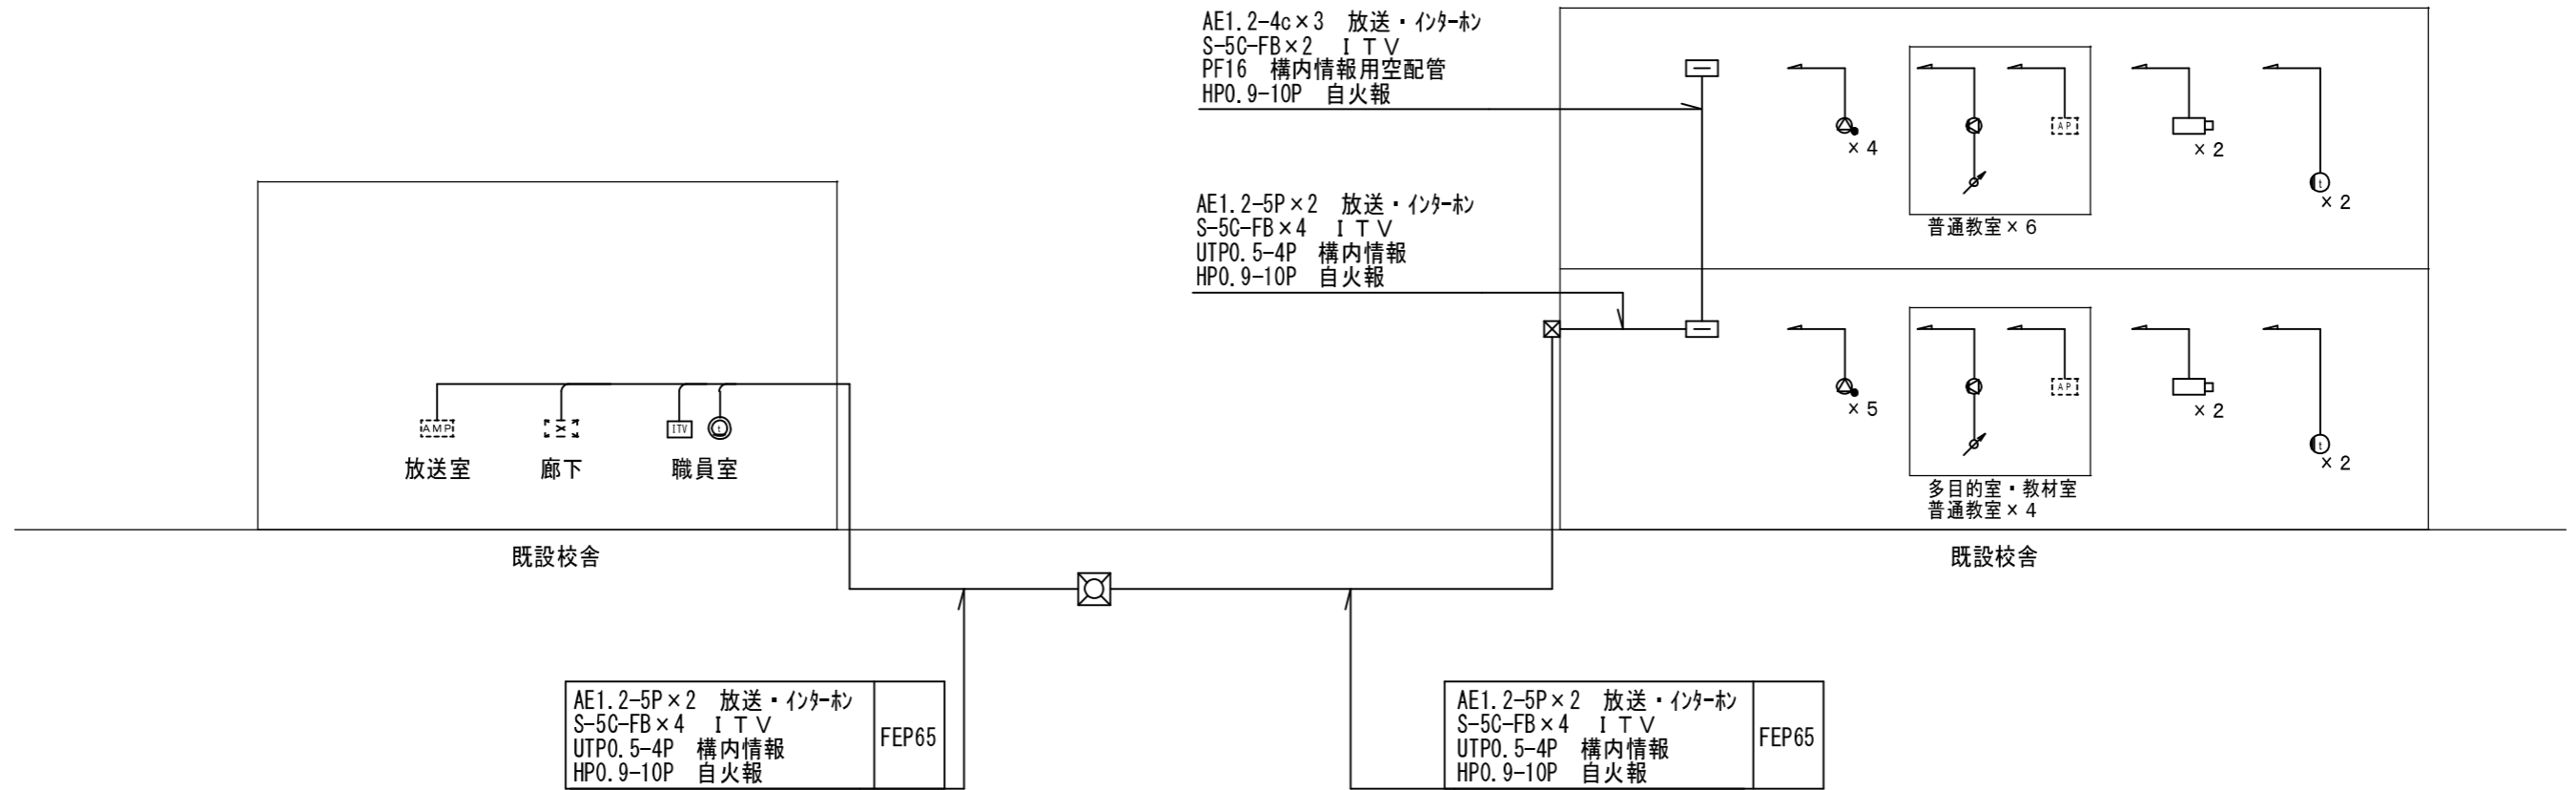 AE1.2-4c×3 放送・インターホン
S-5C-FB×2 ＩＴＶ
PF16 構内情報用空配管
HP0.9-10P 自火報
×4
AP
×2
×2
普通教室×6
AE1.2-5P×2 放送・インターホン
S-5C-FB×4 ＩＴＶ
UTP0.5-4P 構内情報
HP0.9-10P 自火報
×5
AP
×2
×2
多目的室・教材室
普通教室×4
AMP
ITV
t
放送室
廊下
職員室
既設校舎
既設校舎
AE1.2-5P×2 放送・インターホン
S-5C-FB×4 ＩＴＶ
UTP0.5-4P 構内情報
HP0.9-10P 自火報
FEP65
AE1.2-5P×2 放送・インターホン
S-5C-FB×4 ＩＴＶ
UTP0.5-4P 構内情報
HP0.9-10P 自火報
FEP65